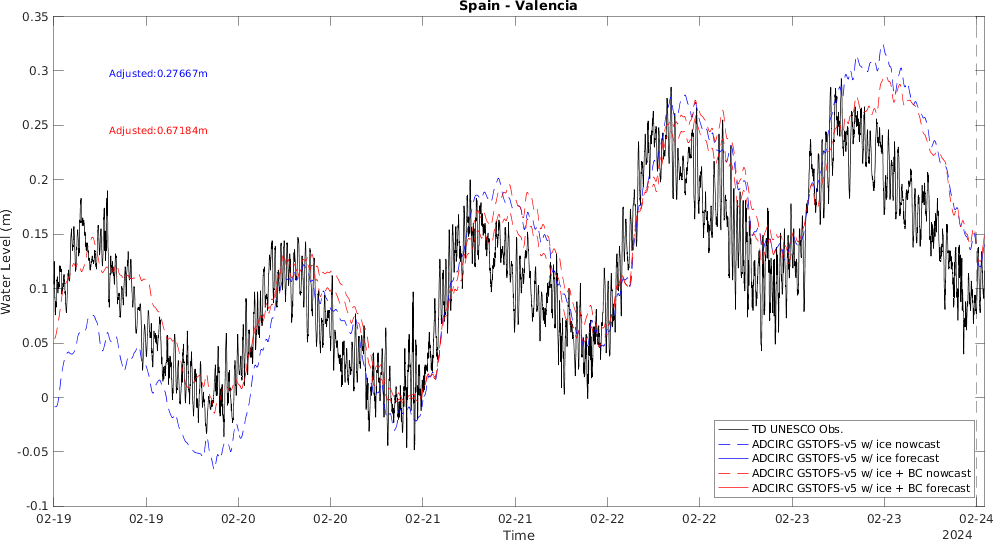 Spain - Valencia
0.35
0.3
0.25
0.2
0.15
0.1
0.05
0
-0.05
-0.1
Water Level (m)
Adjusted:0.27667m
Adjusted:0.67184m
TD UNESCO Obs.
ADCIRC GSTOFS-v5 w/ ice nowcast
ADCIRC GSTOFS-v5 w/ ice forecast
ADCIRC GSTOFS-v5 w/ ice + BC nowcast
ADCIRC GSTOFS-v5 w/ ice + BC forecast
02-19 02-19 02-20 02-20 02-21 02-21 02-22 02-22 02-23 02-23 02-24
Time
2024